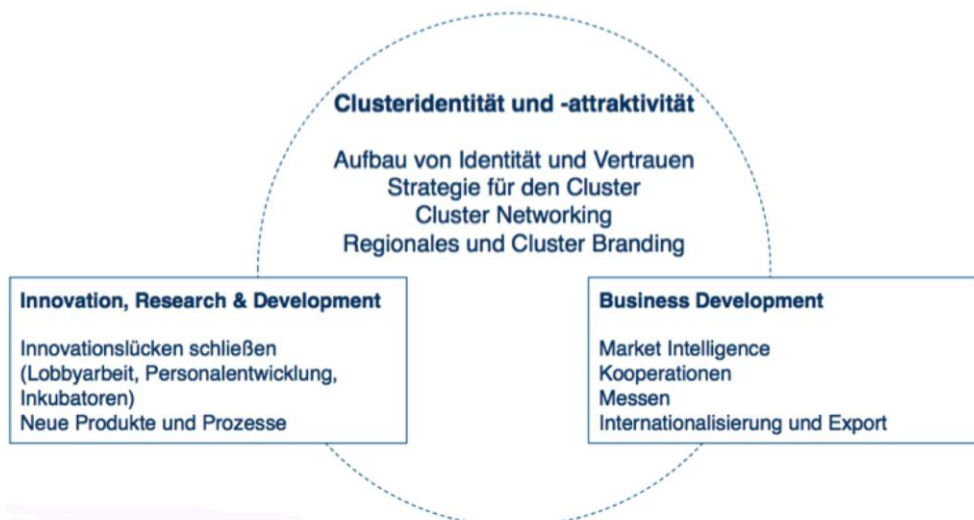 Clusteridentität und -attraktivität
Aufbau von Identität und Vertrauen
Strategie für den Cluster
Cluster Networking
Regionales und Cluster Branding
Innovation, Research & Development
Innovationslücken schließen
(Lobbyarbeit, Personalentwicklung,
Inkubatoren)
Neue Produkte und Prozesse
Business Development
Market Intelligence
Kooperationen
Messen
Internationalisierung und Export